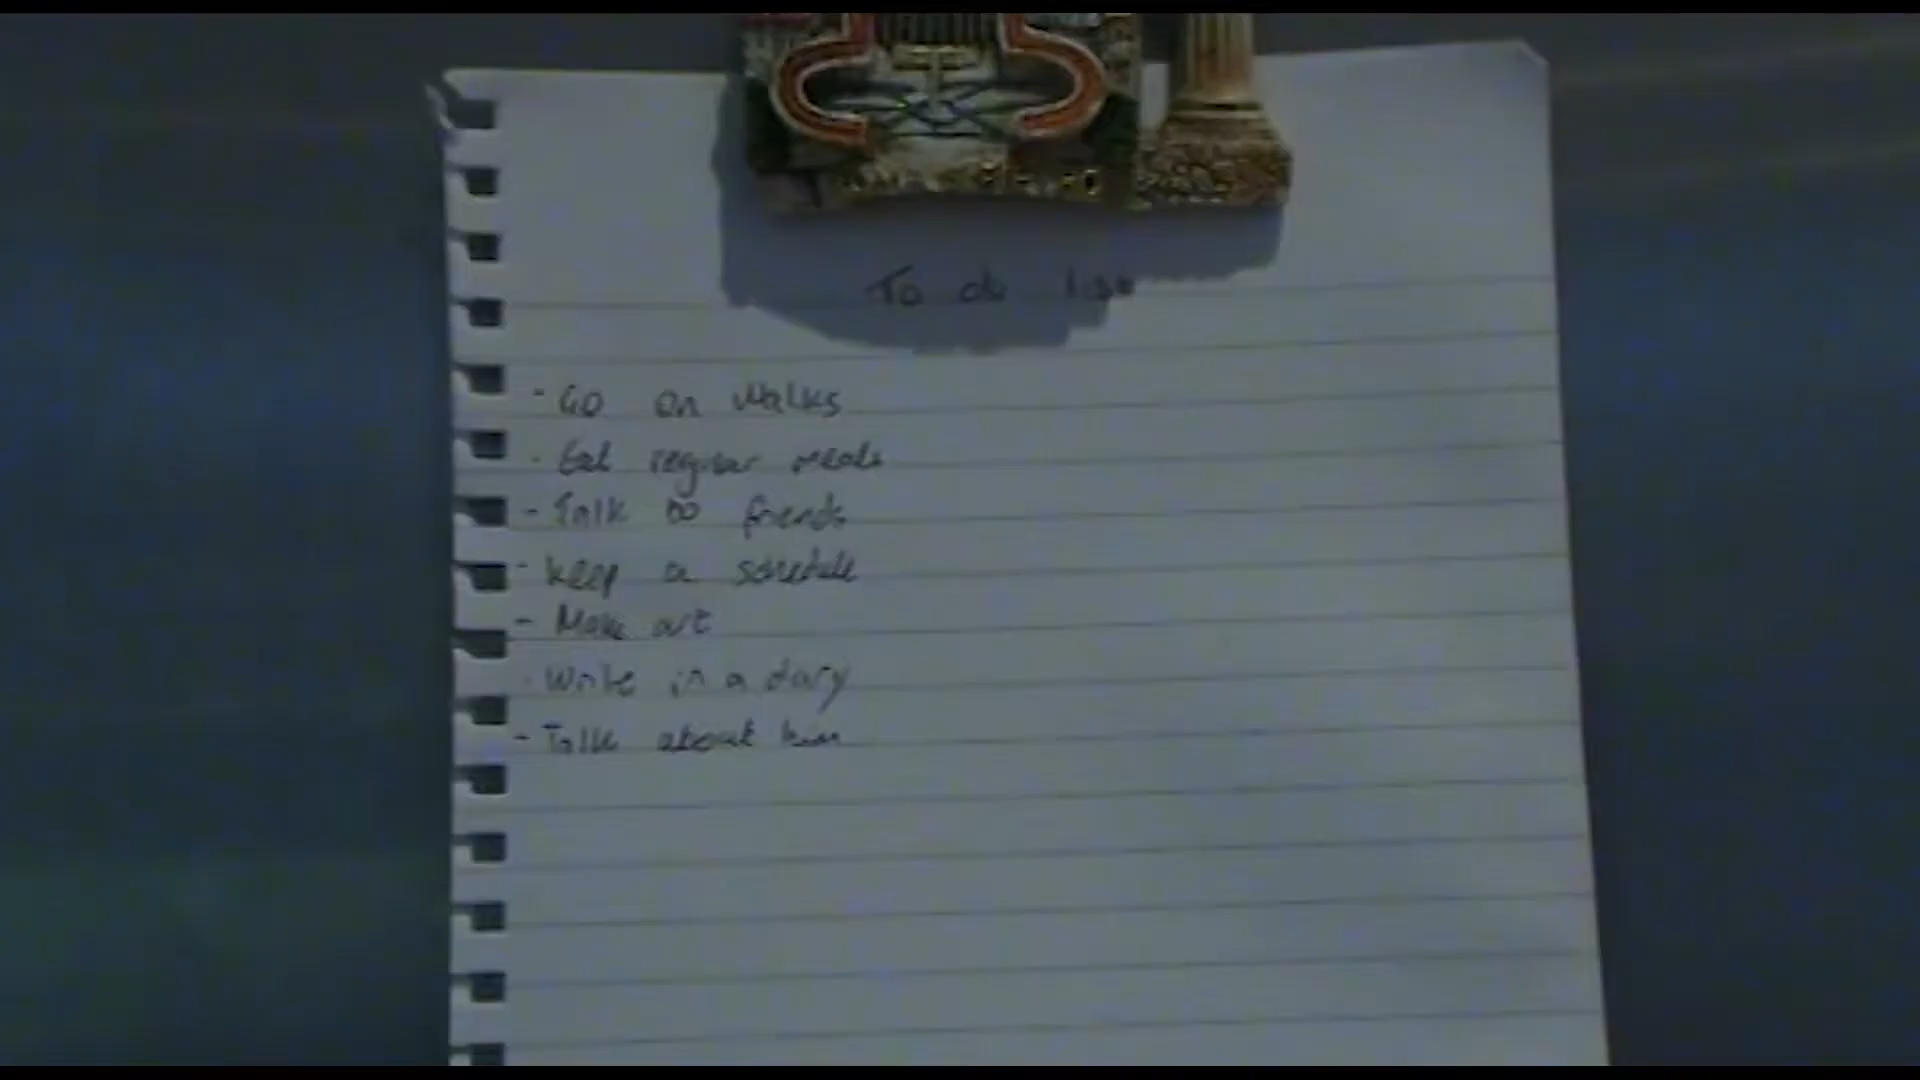 To do list
- Go on walks
- Eat regular meals
- Talk to friends
- keep a schedule
- Make art
- Write in a diary
- Talk about him